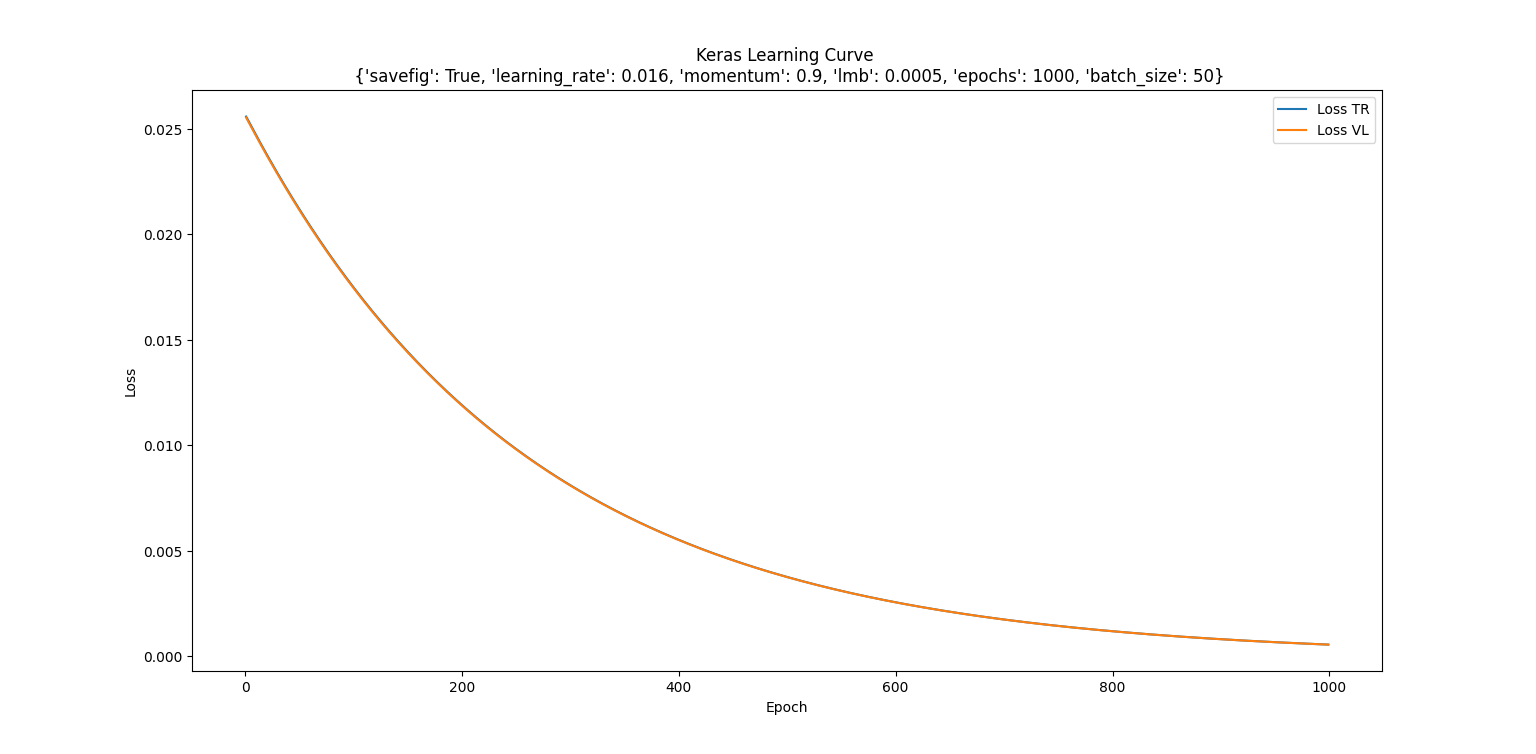 Keras Learning Curve
{'savefig': True, 'learning_rate': 0.016, 'momentum': 0.9, 'lmb': 0.0005, 'epochs': 1000, 'batch_size': 50}
Loss TR
Loss VL
0.025
0.020
0.015
0.010
0.005
0.000
Loss
0 200 400 600 800 1000
Epoch